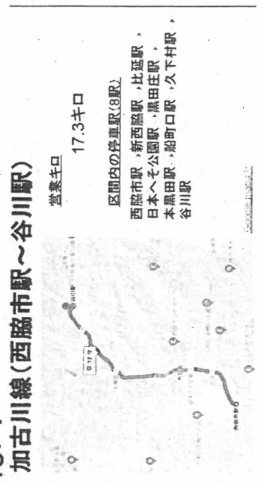 加古川線(西脇市駅～谷川駅)
営業キロ
17.3キロ
区間内の停車駅(8駅)
西脇市駅、新西脇駅、比延駅、
日本へそ公園駅、黒田庄駅、
本黒田駅、船町口駅、久下村駅、
谷川駅